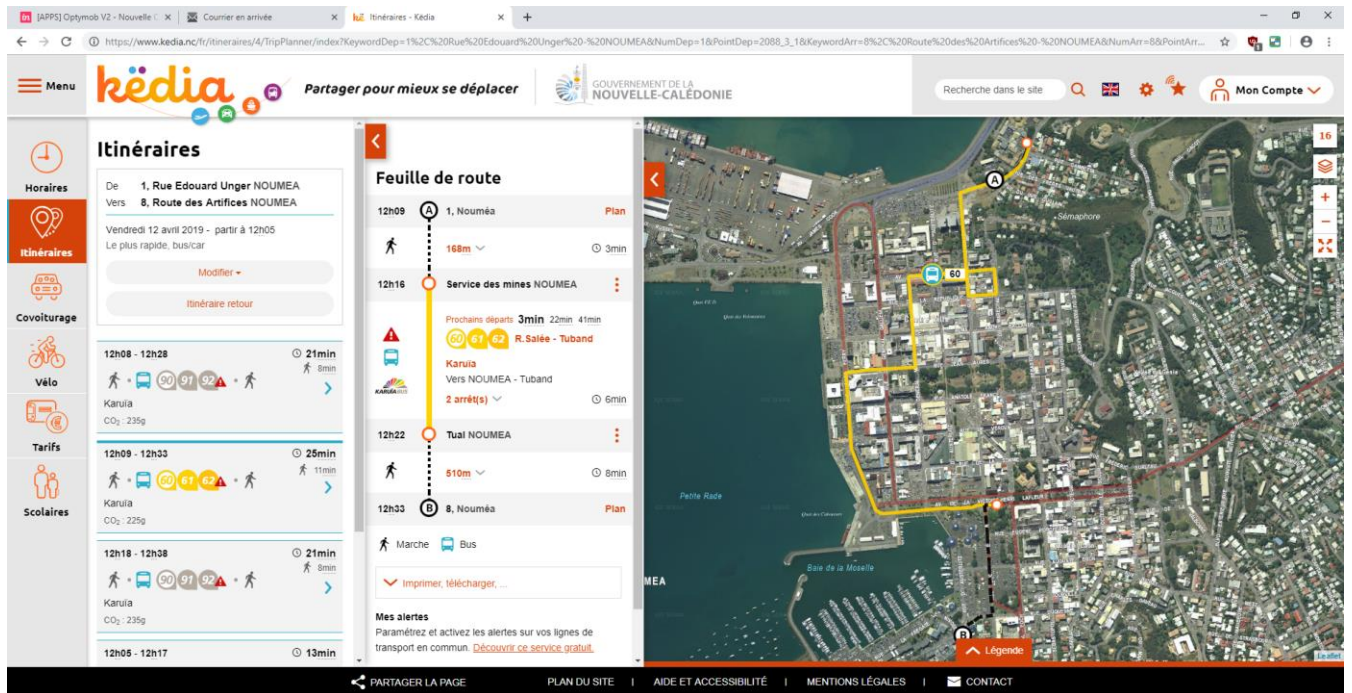 [APPS] Optymob V2 - Nouvelle C
Courrier en arrivée
Itinéraires - Kédia
https://www.kedia.nc/fr/itineraires/4/TripPlanner/index?KeywordDep=1%2C%20Rue%20Edouard%20Unger%20-%20NOUMEA&NumDep=1&PointDep=2088_3_1&KeywordArr=8%2C%20Route%20des%20Artifices%20-%20NOUMEA&NumArr=8&PointArr...
Menu
këdia
Partager pour mieux se déplacer
GOUVERNEMENT DE LA
NOUVELLE-CALÉDONIE
Recherche dans le site
Mon Compte
Horaires
Itinéraires
Covoiturage
Vélo
Tarifs
Scolaires
Itinéraires
De 1, Rue Edouard Unger NOUMEA
Vers 8, Route des Artifices NOUMEA
Vendredi 12 avril 2019 - partir à 12h05
Le plus rapide, bus/car
Modifier
Itinéraire retour
12h08 - 12h28 21min
8min
90 91 92
Karuïa
CO2 : 235g
12h09 - 12h33 25min
11min
60 61 62
Karuïa
CO2 : 225g
12h18 - 12h38 21min
8min
90 91 92
Karuïa
CO2 : 235g
12h05 - 12h17 13min
Feuille de route
12h09 A 1, Nouméa Plan
168m 3min
12h16 Service des mines NOUMEA
Prochains départs 3min 22min 41min
60 61 62 R.Salée - Tuband
Karuïa
KARUÏABUS
Vers NOUMEA - Tuband
2 arrêt(s) 6min
12h22 Tual NOUMEA
510m 8min
12h33 B 8, Nouméa Plan
Marche Bus
Imprimer, télécharger, ...
Mes alertes
Paramétrez et activez les alertes sur vos lignes de
transport en commun. Découvrir ce service gratuit.
16
A
Sémaphore
60
Petite Rade
Baie de la Moselle
MEA
B
Légende
Leaflet
PARTAGER LA PAGE
PLAN DU SITE | AIDE ET ACCESSIBILITÉ | MENTIONS LÉGALES | CONTACT